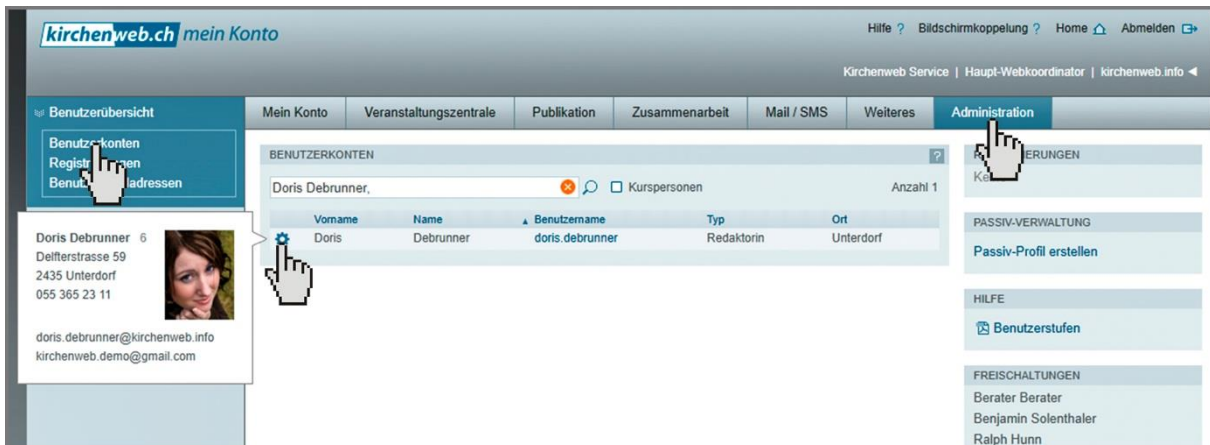 kirchenweb.ch mein Konto
Hilfe ? Bildschirmkoppelung ? Home Abmelden
Kirchenweb Service | Haupt-Webkoordinator | kirchenweb.info
Benutzerübersicht
Mein Konto Veranstaltungszentrale Publikation Zusammenarbeit Mail / SMS Weiteres Administration
Benutzerkonten
BENUTZERKONTEN ?
Doris Debrunner, Kurspersonen Anzahl 1
Vorname Name Benutzername Typ Ort
Doris Debrunner doris.debrunner Redaktorin Unterdorf
Doris Debrunner 6
Delfterstrasse 59
2435 Unterdorf
055 365 23 11
doris.debrunner@kirchenweb.info
kirchenweb.demo@gmail.com
PASSIV-VERWALTUNG
Passiv-Profil erstellen
HILFE
Benutzerstufen
FREISCHALTUNGEN
Berater Berater
Benjamin Solenthaler
Ralph Hunn